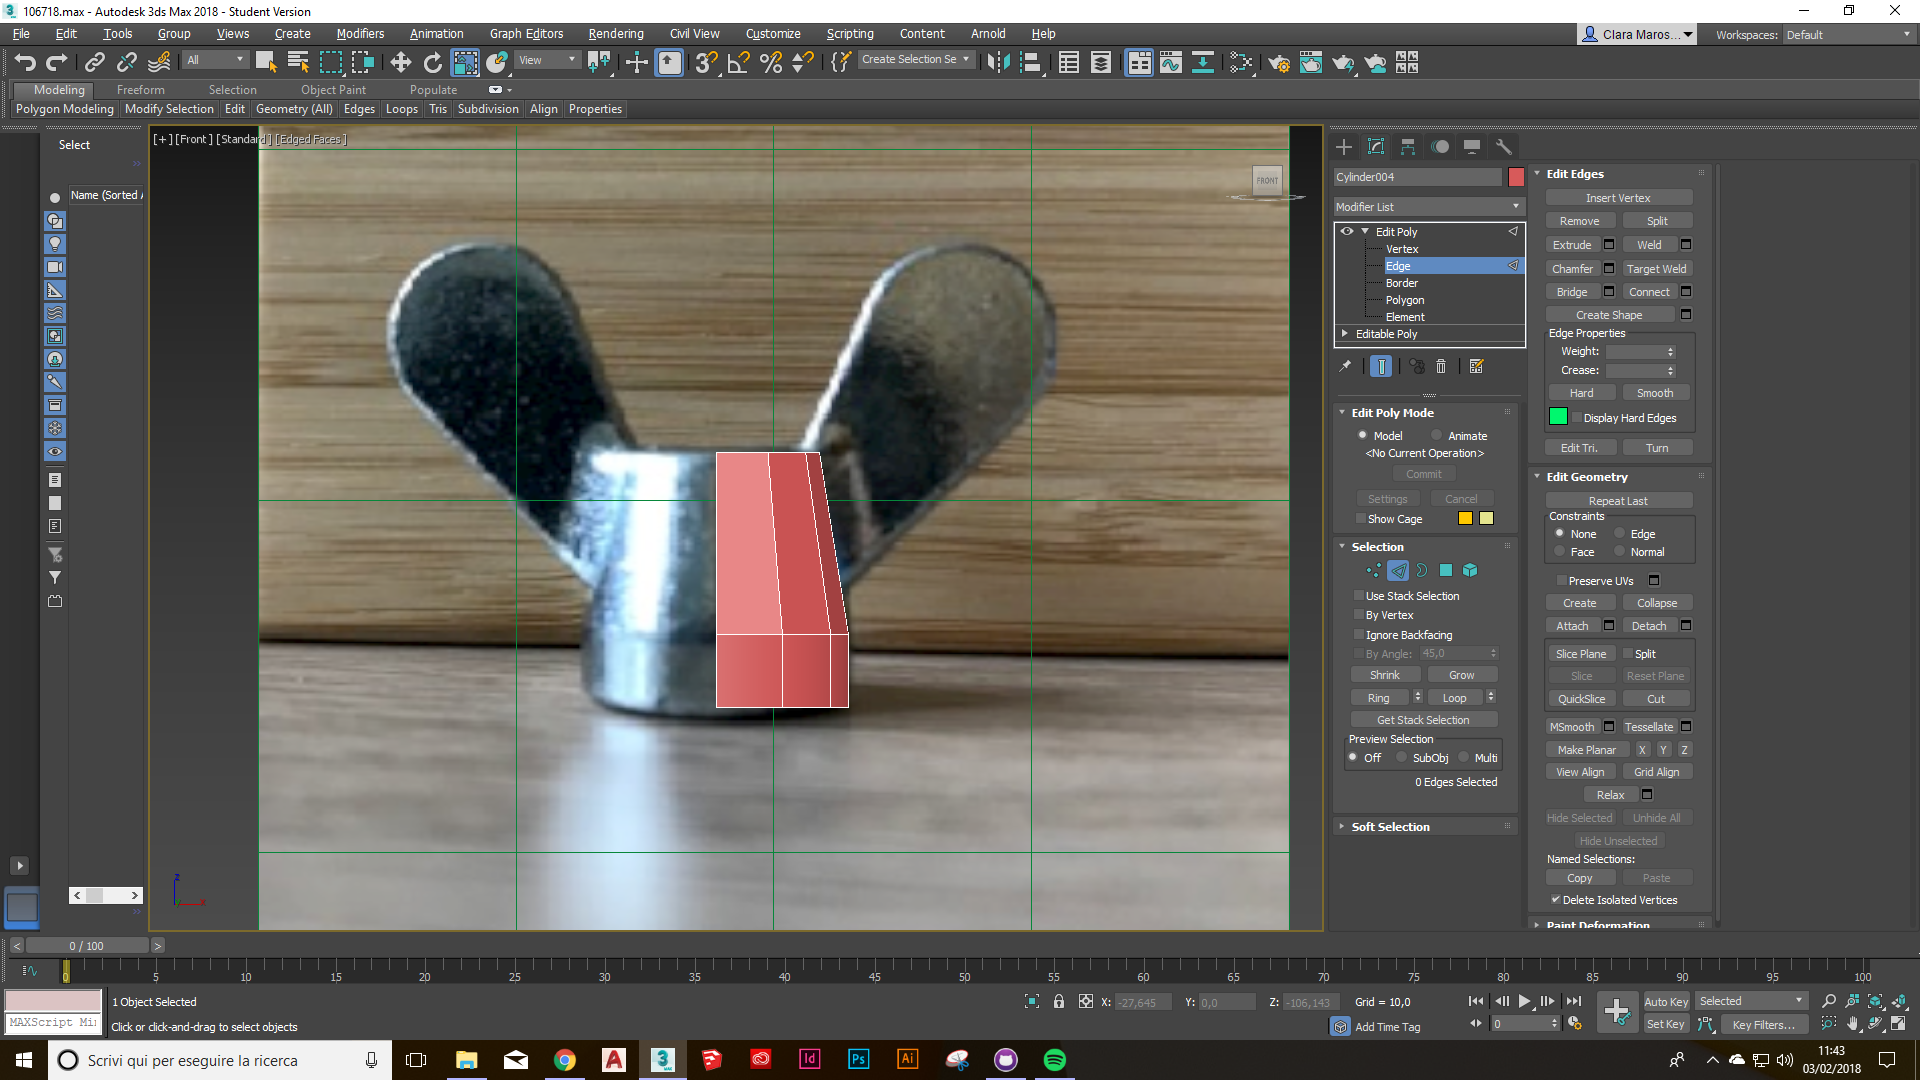 106718.max - Autodesk 3ds Max 2018 - Student Version
File Edit Tools Group Views Create Modifiers Animation Graph Editors Rendering Civil View Customize Scripting Content Arnold Help
Clara Maros...
Workspaces: Default
All
View
Create Selection Se
Modeling Freeform Selection Object Paint Populate
Polygon Modeling Modify Selection Edit Geometry (All) Edges Loops Tris Subdivision Align Properties
Select
Name (Sorted A
[+] [Front] [Standard] [Edged Faces]
FRONT
z
x
Cylinder004
Modifier List
Edit Poly
Vertex
Edge
Border
Polygon
Element
Editable Poly
Edit Poly Mode
Model Animate
<No Current Operation>
Commit
Settings Cancel
Show Cage
Selection
Use Stack Selection
By Vertex
Ignore Backfacing
By Angle: 45,0
Shrink Grow
Ring Loop
Get Stack Selection
Preview Selection
Off SubObj Multi
0 Edges Selected
Soft Selection
Edit Edges
Insert Vertex
Remove Split
Extrude Weld
Chamfer Target Weld
Bridge Connect
Create Shape
Edge Properties
Weight:
Crease:
Hard Smooth
Display Hard Edges
Edit Tri. Turn
Edit Geometry
Repeat Last
Constraints
None Edge
Face Normal
Preserve UVs
Create Collapse
Attach Detach
Slice Plane Split
Slice Reset Plane
QuickSlice Cut
MSmooth Tessellate
Make Planar X Y Z
View Align Grid Align
Relax
Hide Selected Unhide All
Hide Unselected
Named Selections:
Copy Paste
Delete Isolated Vertices
Paint Deformation
< 0 / 100 >
0 5 10 15 20 25 30 35 40 45 50 55 60 65 70 75 80 85 90 95 100
1 Object Selected
X: -27,645 Y: 0,0 Z: -106,143 Grid = 10,0
Auto Key Selected
MAXScript Mi
Click or click-and-drag to select objects
Add Time Tag
0
Set Key Key Filters...
Scrivi qui per eseguire la ricerca
11:43
03/02/2018